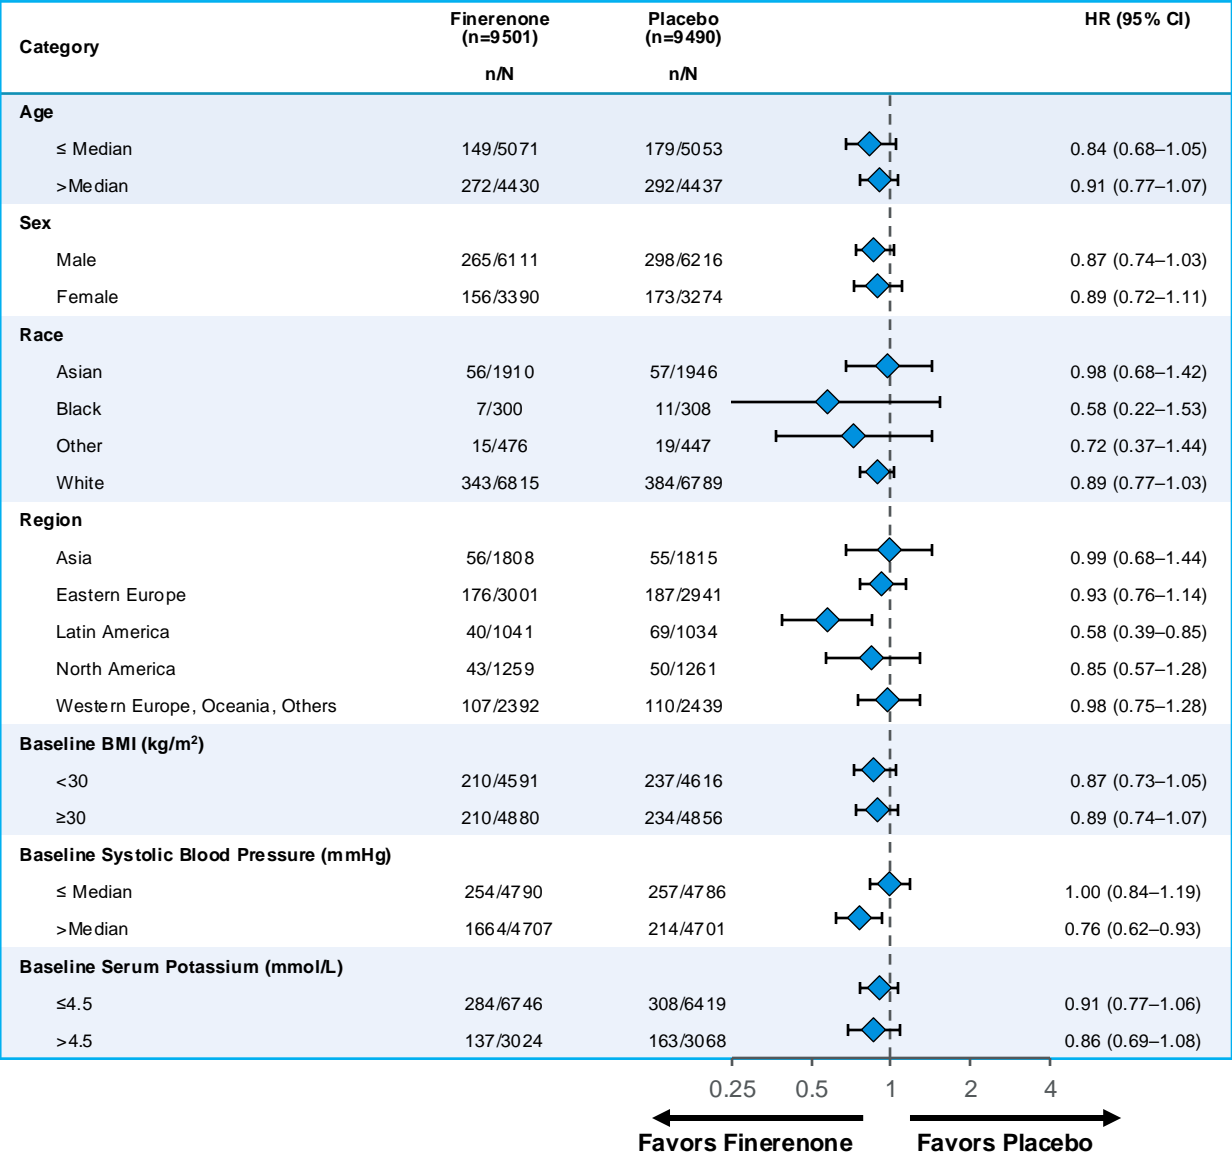 Category Finerenone (n=9501) n/N Placebo (n=9490) n/N HR (95% CI)
Age
≤ Median 149/5071 179/5053 0.84 (0.68–1.05)
>Median 272/4430 292/4437 0.91 (0.77–1.07)
Sex
Male 265/6111 298/6216 0.87 (0.74–1.03)
Female 156/3390 173/3274 0.89 (0.72–1.11)
Race
Asian 56/1910 57/1946 0.98 (0.68–1.42)
Black 7/300 11/308 0.58 (0.22–1.53)
Other 15/476 19/447 0.72 (0.37–1.44)
White 343/6815 384/6789 0.89 (0.77–1.03)
Region
Asia 56/1808 55/1815 0.99 (0.68–1.44)
Eastern Europe 176/3001 187/2941 0.93 (0.76–1.14)
Latin America 40/1041 69/1034 0.58 (0.39–0.85)
North America 43/1259 50/1261 0.85 (0.57–1.28)
Western Europe, Oceania, Others 107/2392 110/2439 0.98 (0.75–1.28)
Baseline BMI (kg/m²)
<30 210/4591 237/4616 0.87 (0.73–1.05)
≥30 210/4880 234/4856 0.89 (0.74–1.07)
Baseline Systolic Blood Pressure (mmHg)
≤ Median 254/4790 257/4786 1.00 (0.84–1.19)
>Median 1664/4707 214/4701 0.76 (0.62–0.93)
Baseline Serum Potassium (mmol/L)
≤4.5 284/6746 308/6419 0.91 (0.77–1.06)
>4.5 137/3024 163/3068 0.86 (0.69–1.08)
0.25 0.5 1 2 4
Favors Finerenone Favors Placebo